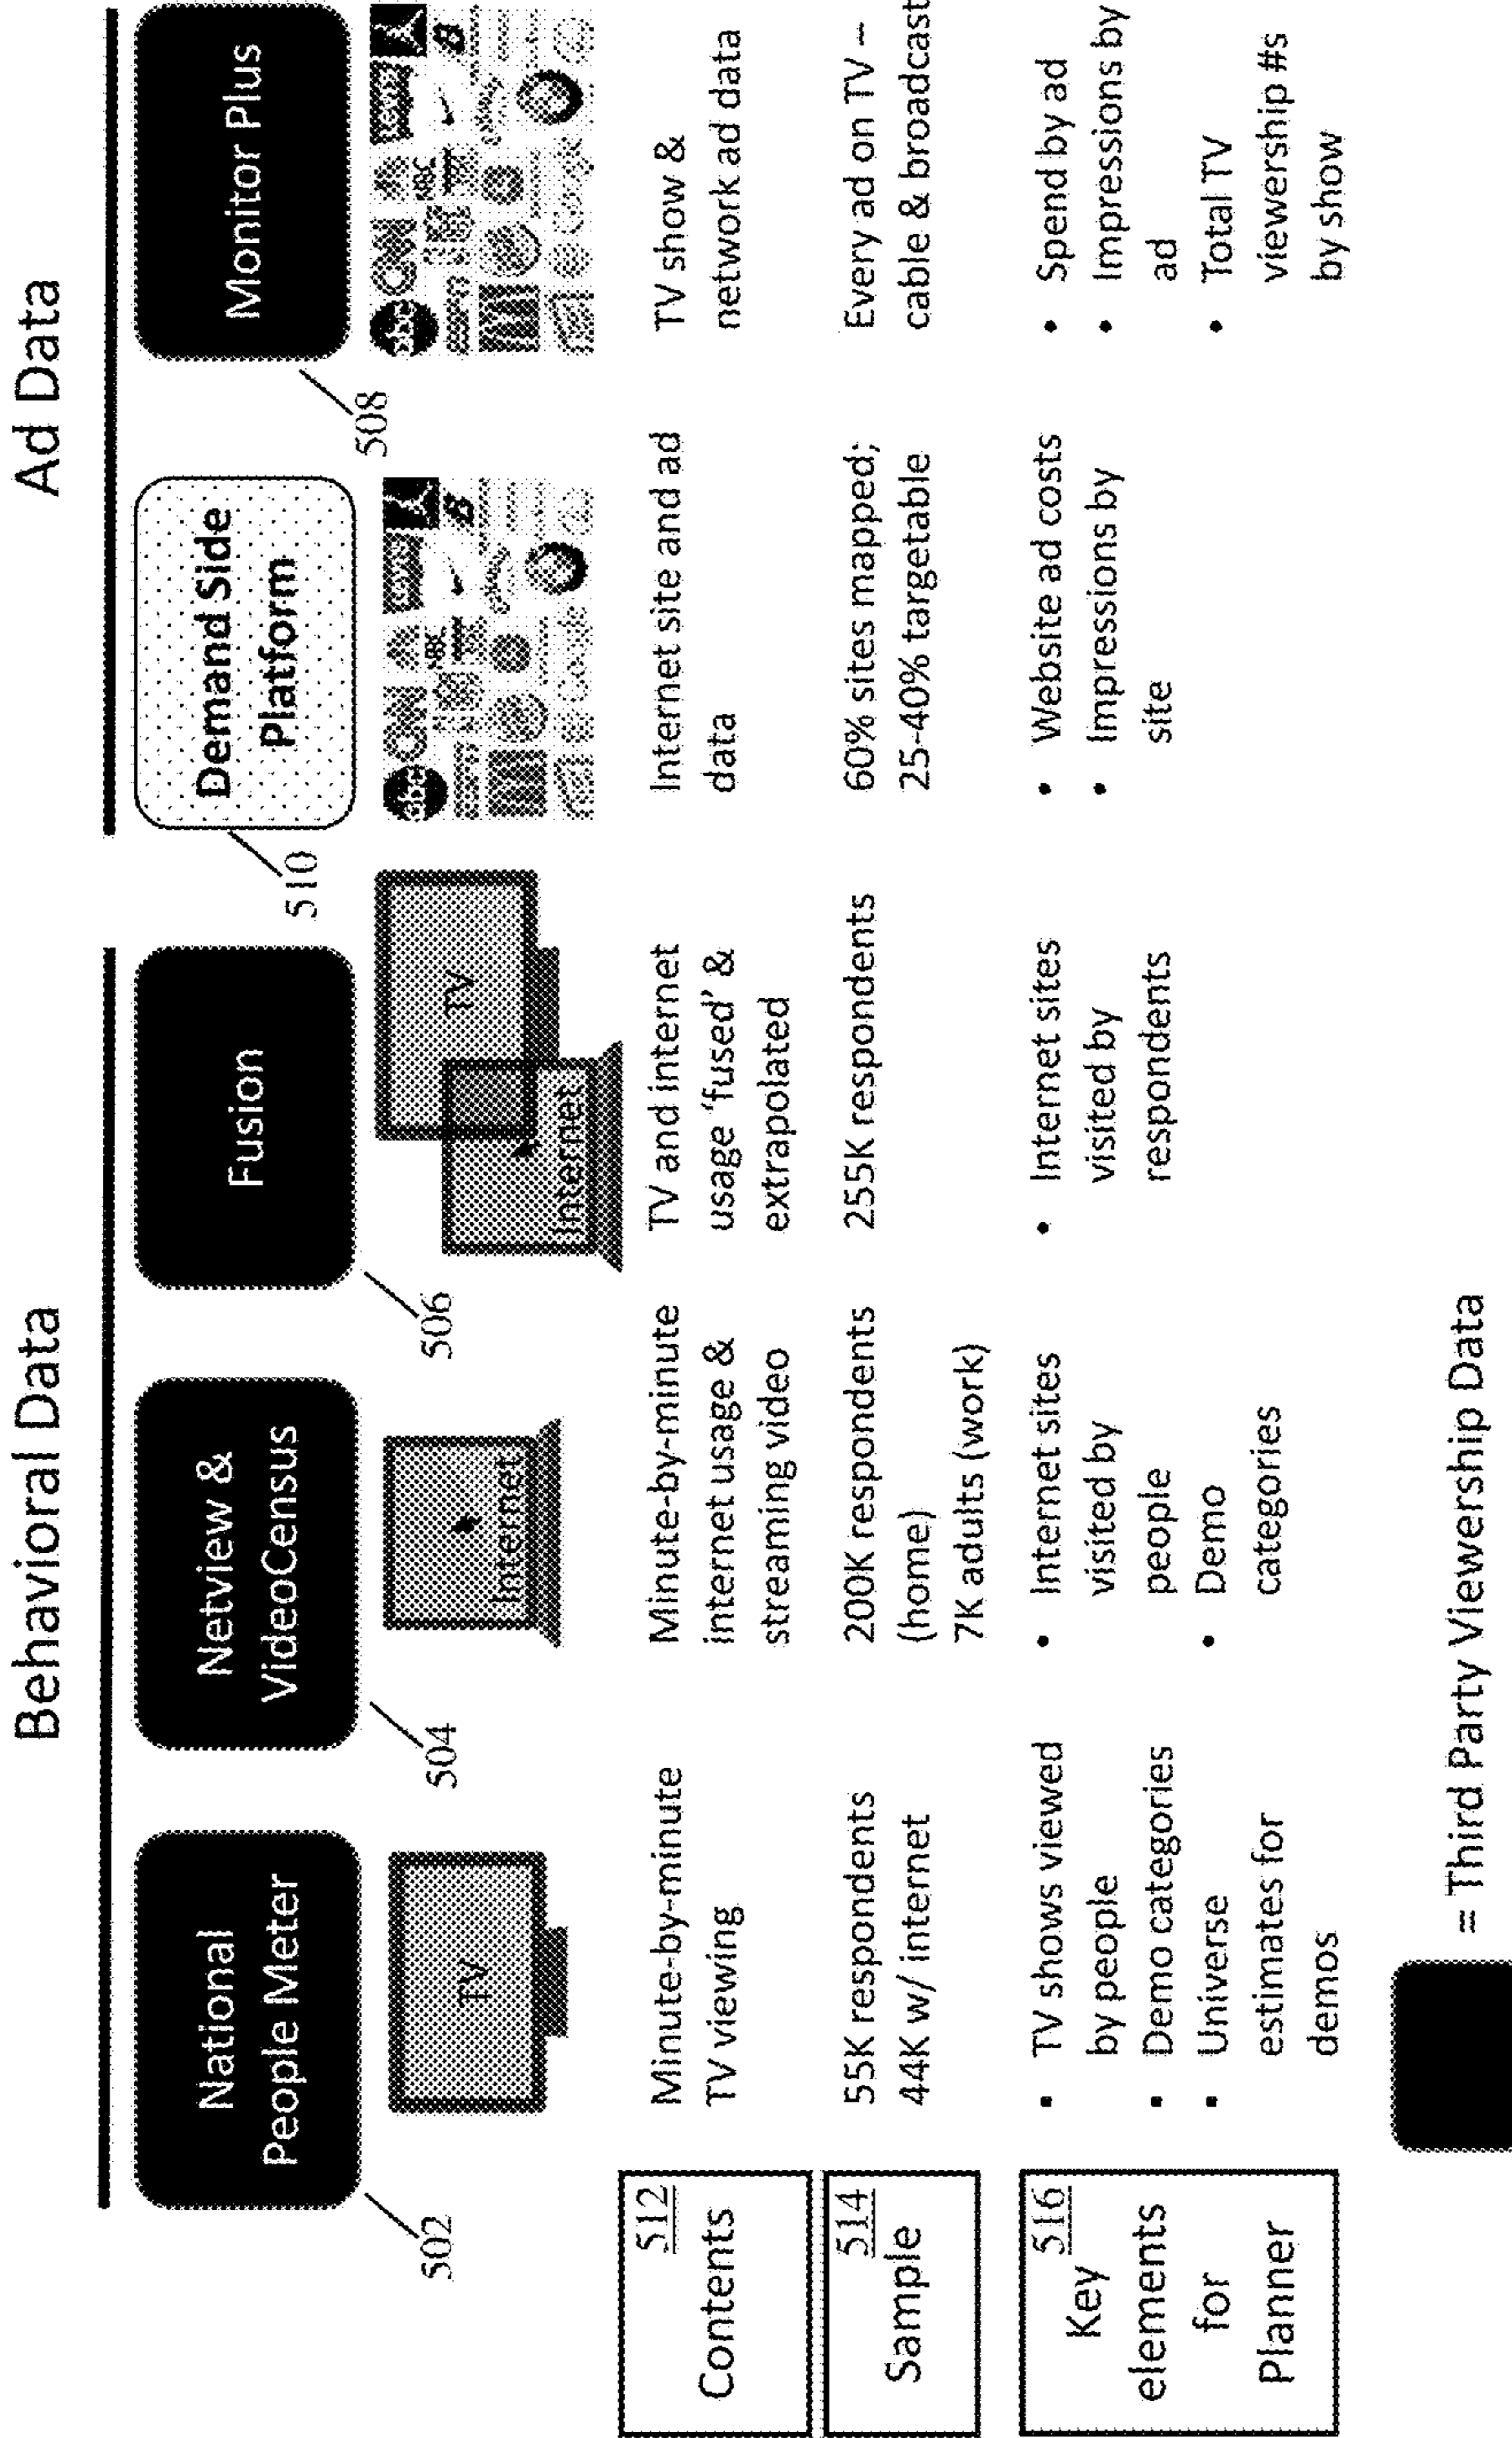 Behavioral Data
Ad Data
National
People Meter
502
Netview &
VideoCensus
504
Fusion
506
Demand Side
Platform
510
Monitor Plus
508
TV
Internet
Internet
TV
abc
CNN
NBC
abc
CNN
NBC
512
Contents
Minute-by-minute
TV viewing
Minute-by-minute
internet usage &
streaming video
TV and internet
usage 'fused' &
extrapolated
Internet site and ad
data
TV show &
network ad data
514
Sample
55K respondents
44K w/ internet
200K respondents
(home)
7K adults (work)
255K respondents
60% sites mapped;
25-40% targetable
Every ad on TV –
cable & broadcast
516
Key
elements
for
Planner
• TV shows viewed
by people
• Demo categories
• Universe
estimates for
demos
• Internet sites
visited by
people
• Demo
categories
• Internet sites
visited by
respondents
• Website ad costs
• Impressions by
site
• Spend by ad
• Impressions by
ad
• Total TV
viewership #s
by show
= Third Party Viewership Data